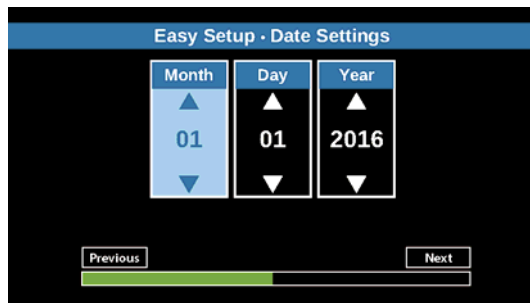 Easy Setup • Date Settings
Month Day Year
01 01 2016
Previous Next